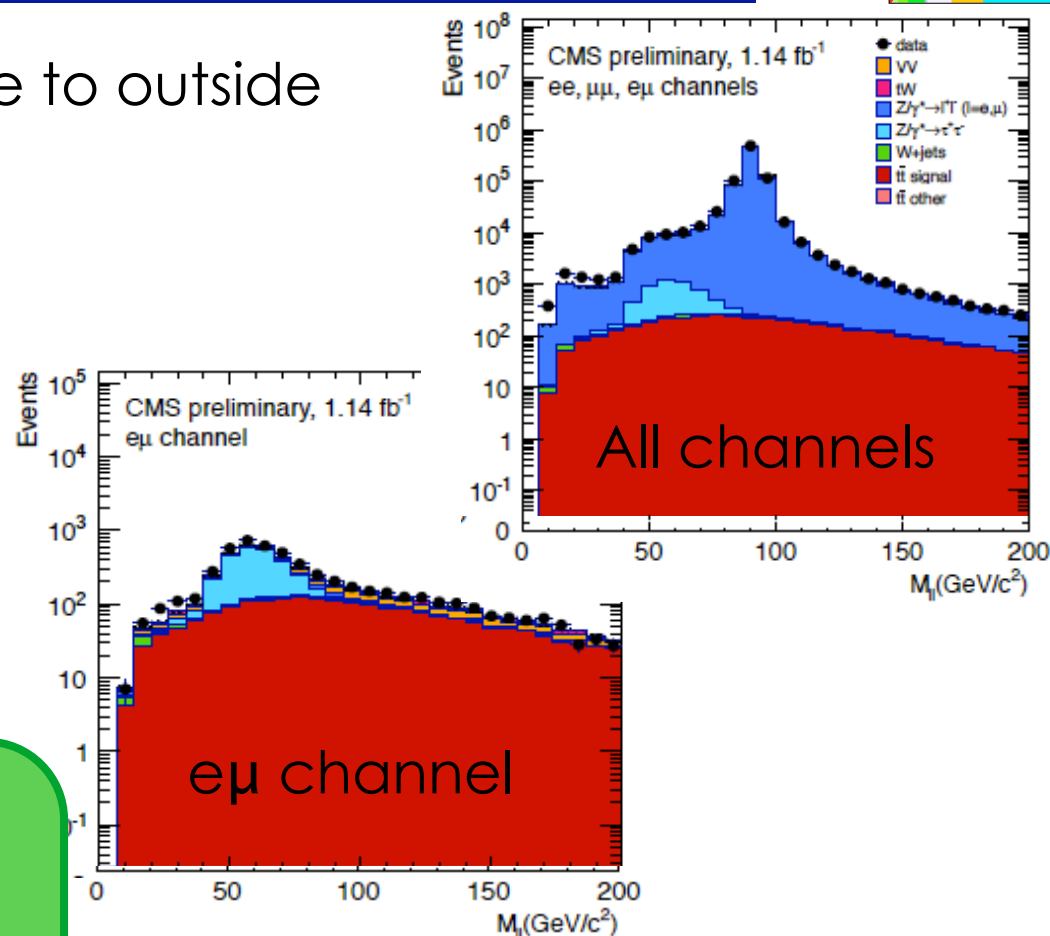 e to outside
Events
10⁸
10⁷
10⁶
10⁵
10⁴
10³
10²
10
1
10⁻¹
0
CMS preliminary, 1.14 fb⁻¹
ee, μμ, eμ channels
data
VV
tW
Z/γ*→l⁺l⁻ (l=e,μ)
Z/γ*→τ⁺τ⁻
W+jets
tt̄ signal
tt̄ other
All channels
0 50 100 150 200
M_ll(GeV/c²)
Events
10⁵
10⁴
10³
10²
10
1
CMS preliminary, 1.14 fb⁻¹
eμ channel
eμ channel
0 50 100 150 200
M_ll(GeV/c²)